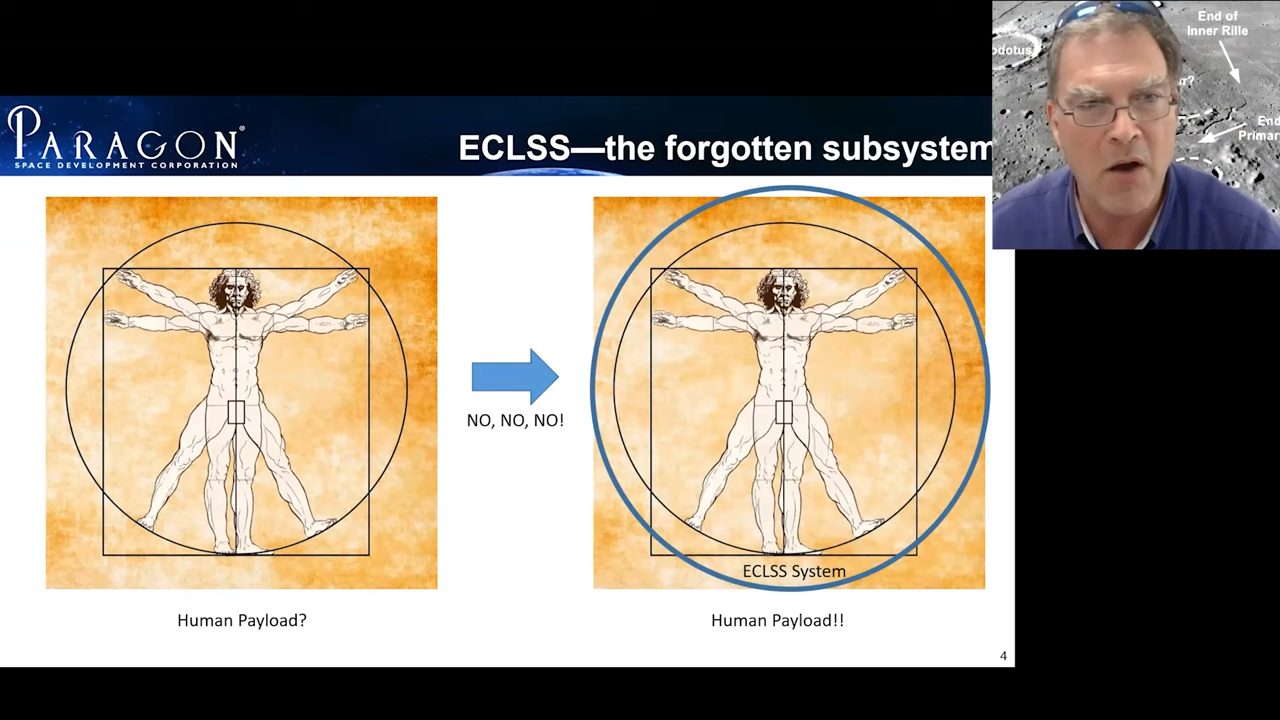 PARAGON®
SPACE DEVELOPMENT CORPORATION
ECLSS—the forgotten subsystem
End of
Inner Rille
odotus
End
Primar
NO, NO, NO!
ECLSS System
Human Payload?
Human Payload!!
4